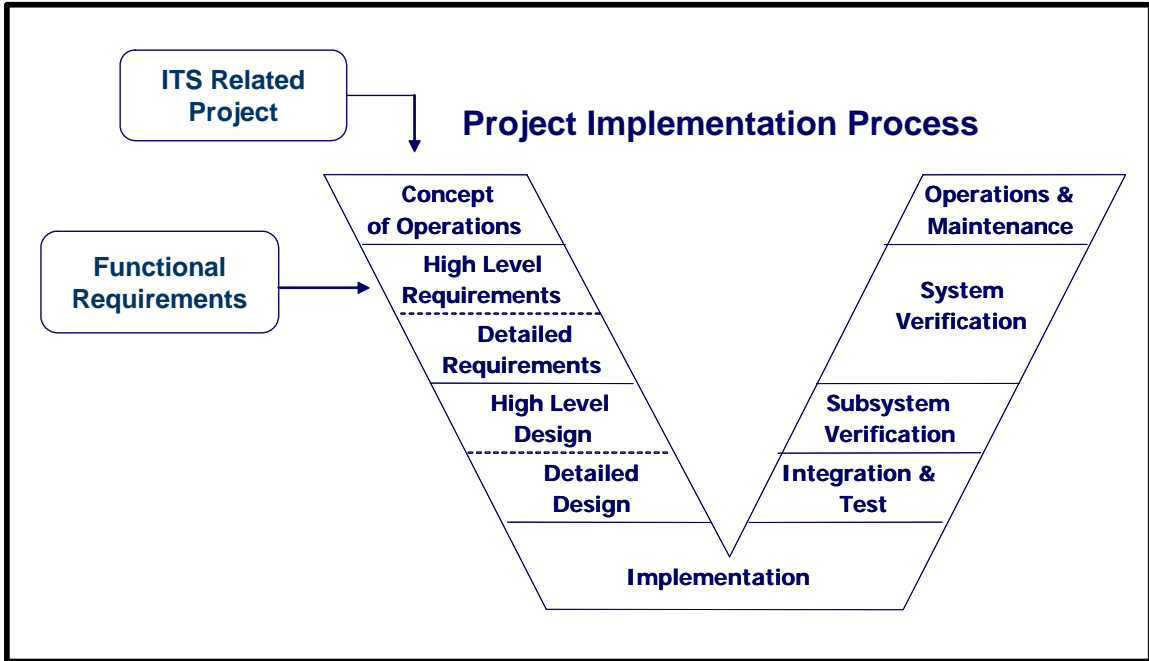 ITS Related
Project
Project Implementation Process
Functional
Requirements
Concept
of Operations
High Level
Requirements
Detailed
Requirements
High Level
Design
Detailed
Design
Implementation
Operations &
Maintenance
System
Verification
Subsystem
Verification
Integration &
Test